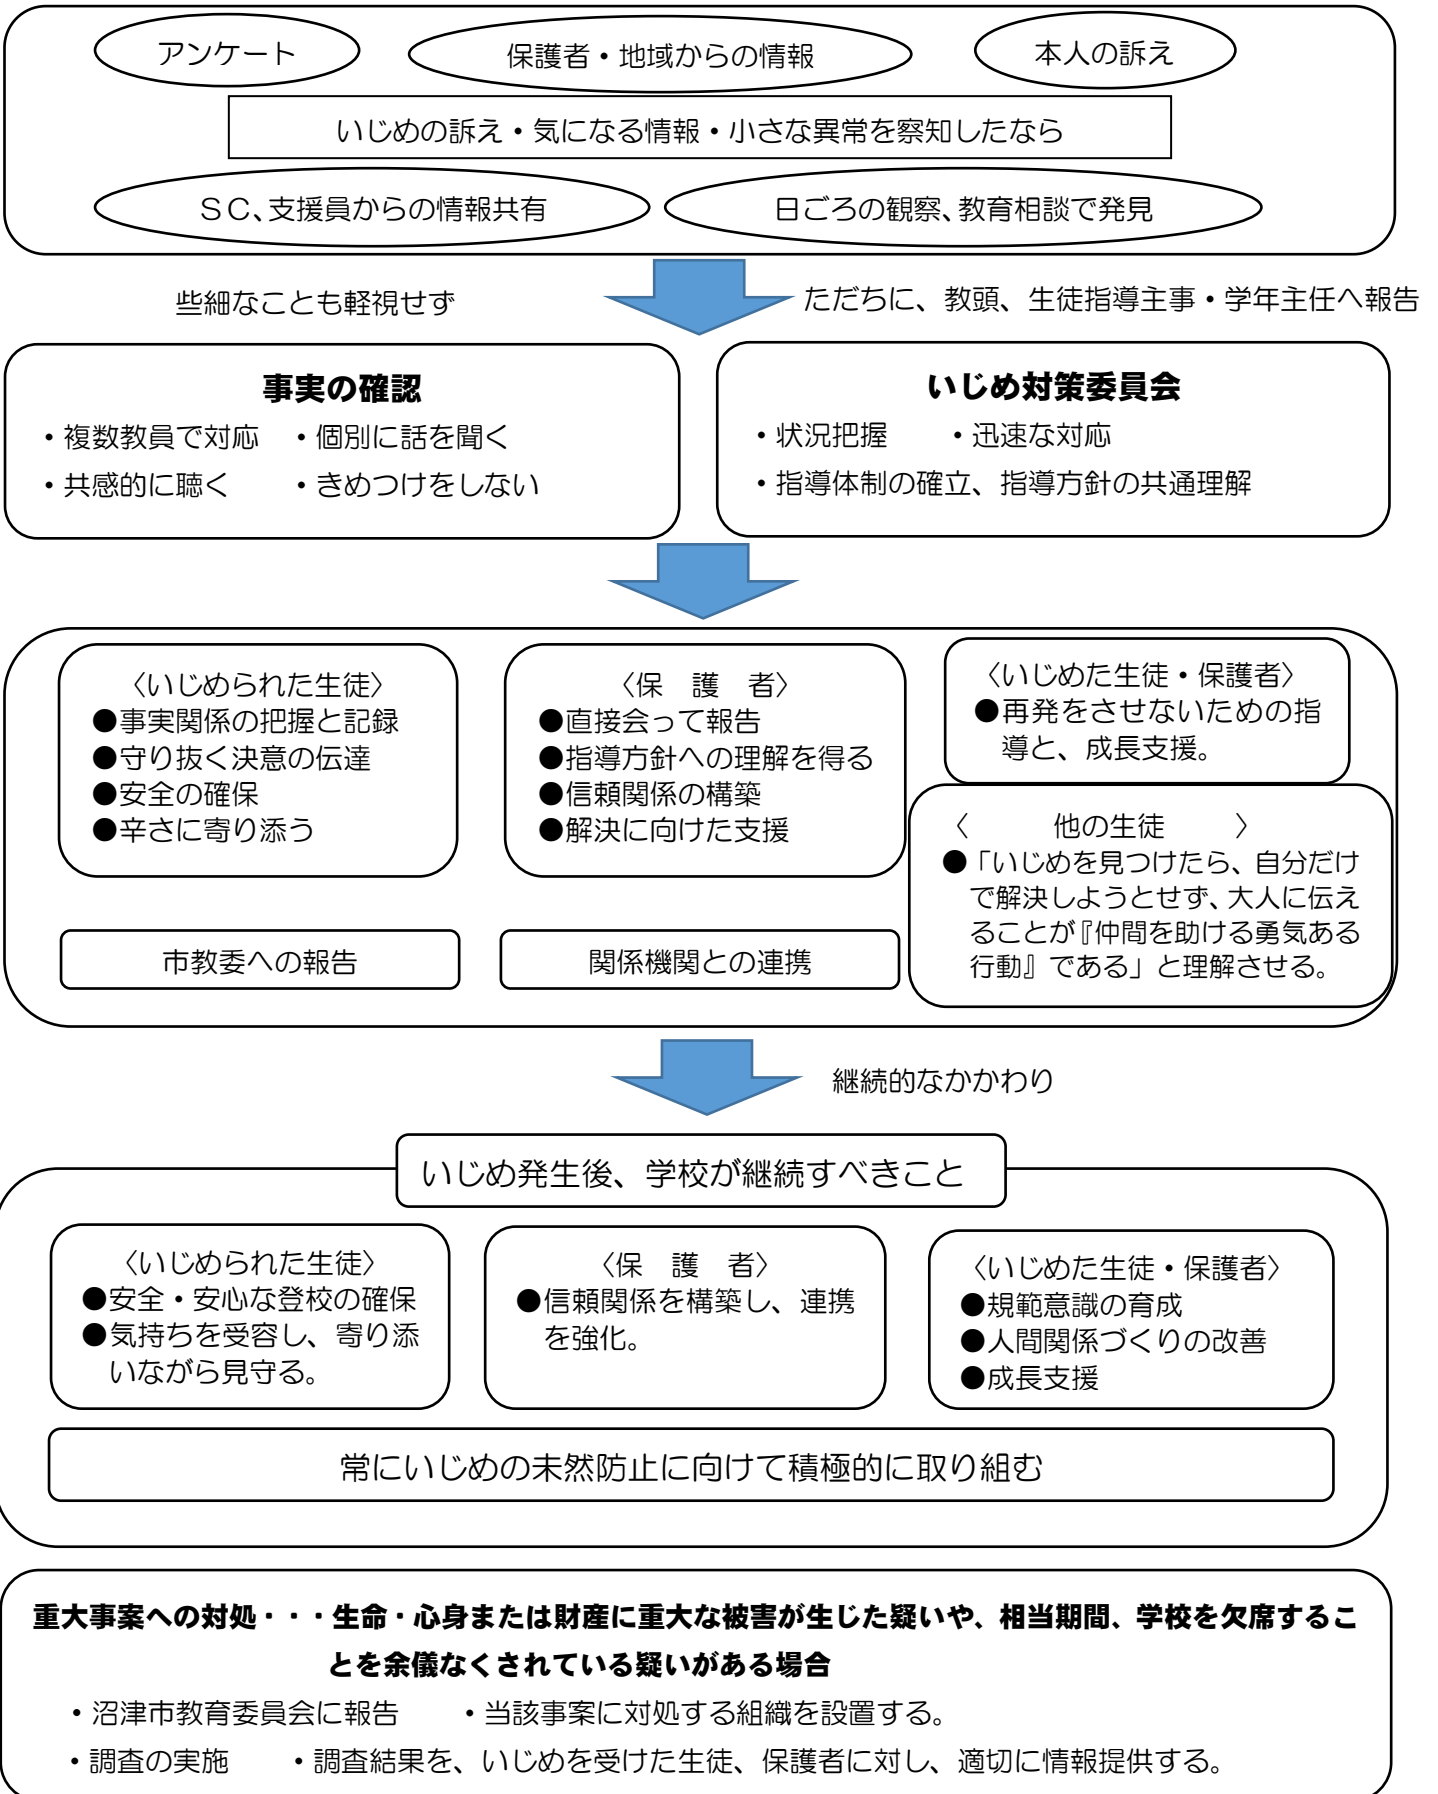 アンケート
保護者・地域からの情報
本人の訴え
いじめの訴え・気になる情報・小さな異常を察知したなら
ＳＣ、支援員からの情報共有
日ごろの観察、教育相談で発見
些細なことも軽視せず
ただちに、教頭、生徒指導主事・学年主任へ報告
事実の確認
・複数教員で対応　・個別に話を聞く
・共感的に聴く　　・きめつけをしない
いじめ対策委員会
・状況把握　　・迅速な対応
・指導体制の確立、指導方針の共通理解
〈いじめられた生徒〉
●事実関係の把握と記録
●守り抜く決意の伝達
●安全の確保
●辛さに寄り添う
〈保　護　者〉
●直接会って報告
●指導方針への理解を得る
●信頼関係の構築
●解決に向けた支援
〈いじめた生徒・保護者〉
●再発をさせないための指
導と、成長支援。
〈　　　他の生徒　　　〉
●「いじめを見つけたら、自分だけ
で解決しようとせず、大人に伝え
ることが『仲間を助ける勇気ある
行動』である」と理解させる。
市教委への報告
関係機関との連携
継続的なかかわり
いじめ発生後、学校が継続すべきこと
〈いじめられた生徒〉
●安全・安心な登校の確保
●気持ちを受容し、寄り添
いながら見守る。
〈保　護　者〉
●信頼関係を構築し、連携
を強化。
〈いじめた生徒・保護者〉
●規範意識の育成
●人間関係づくりの改善
●成長支援
常にいじめの未然防止に向けて積極的に取り組む
重大事案への対処・・・生命・心身または財産に重大な被害が生じた疑いや、相当期間、学校を欠席するこ
とを余儀なくされている疑いがある場合
・沼津市教育委員会に報告　　・当該事案に対処する組織を設置する。
・調査の実施　　・調査結果を、いじめを受けた生徒、保護者に対し、適切に情報提供する。